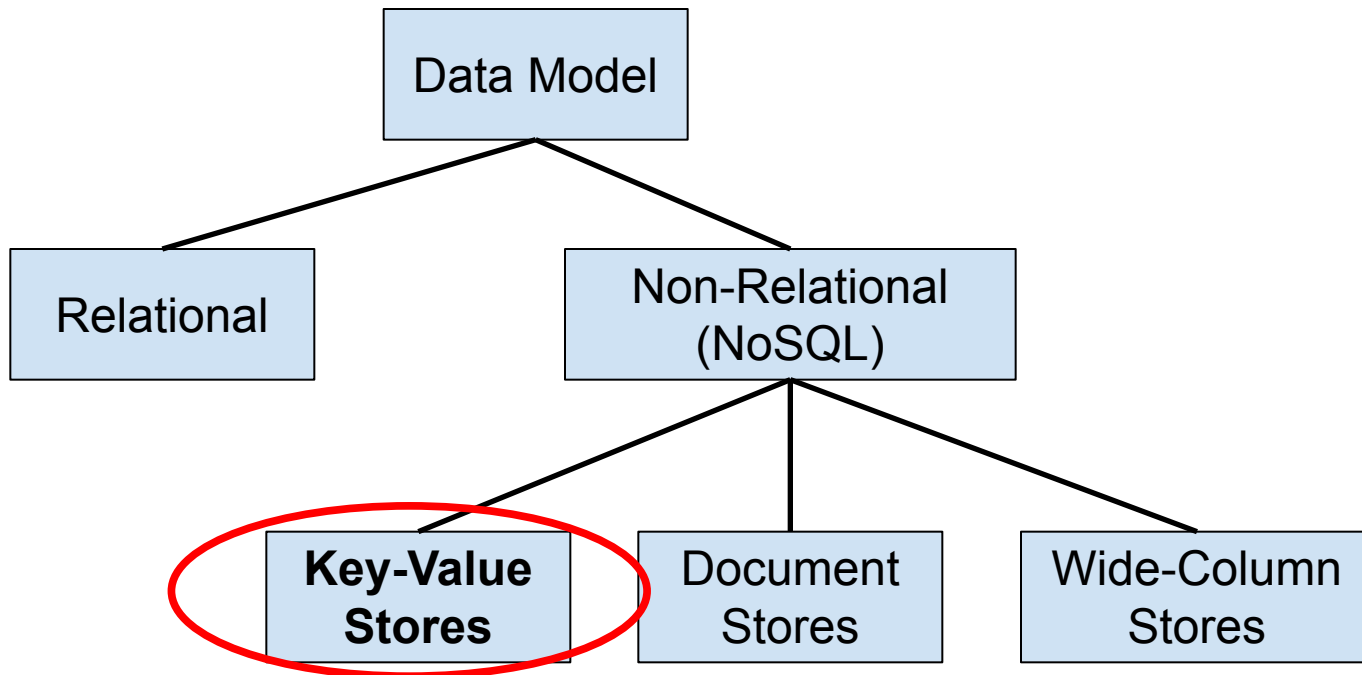 Data Model
Relational
Non-Relational
(NoSQL)
Key-Value
Stores
Document
Stores
Wide-Column
Stores